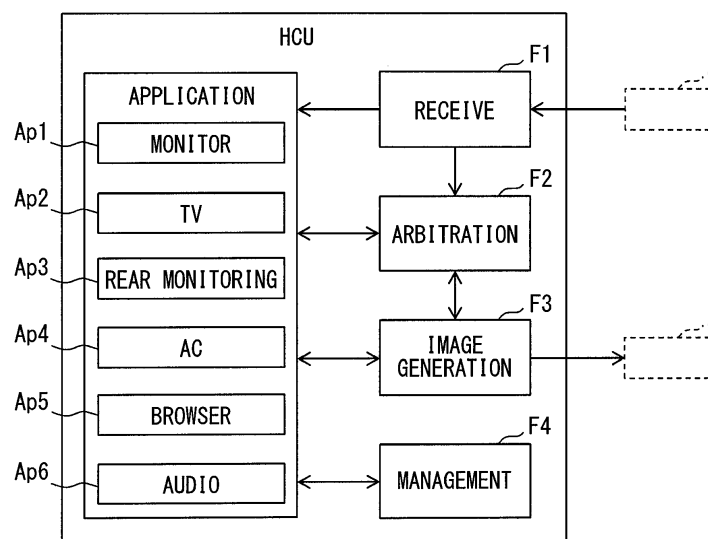 HCU
APPLICATION
Ap1
MONITOR
Ap2
TV
Ap3
REAR MONITORING
Ap4
AC
Ap5
BROWSER
Ap6
AUDIO
F1
RECEIVE
F2
ARBITRATION
F3
IMAGE
GENERATION
F4
MANAGEMENT